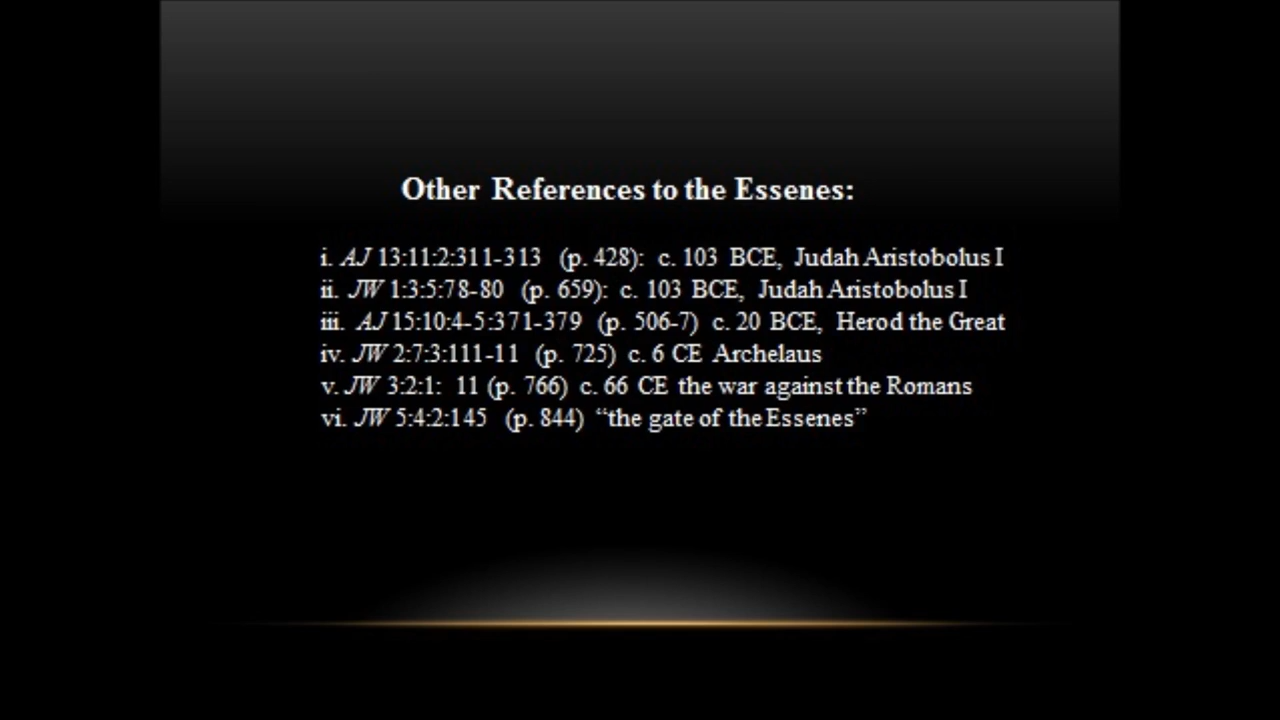 Other References to the Essenes:
i. AJ 13:11:2:311-313 (p. 428): c. 103 BCE, Judah Aristobolus I
ii. JW 1:3:5:78-80 (p. 659): c. 103 BCE, Judah Aristobolus I
iii. AJ 15:10:4-5:371-379 (p. 506-7) c. 20 BCE, Herod the Great
iv. JW 2:7:3:111-11 (p. 725) c. 6 CE Archelaus
v. JW 3:2:1: 11 (p. 766) c. 66 CE the war against the Romans
vi. JW 5:4:2:145 (p. 844) “the gate of the Essenes”